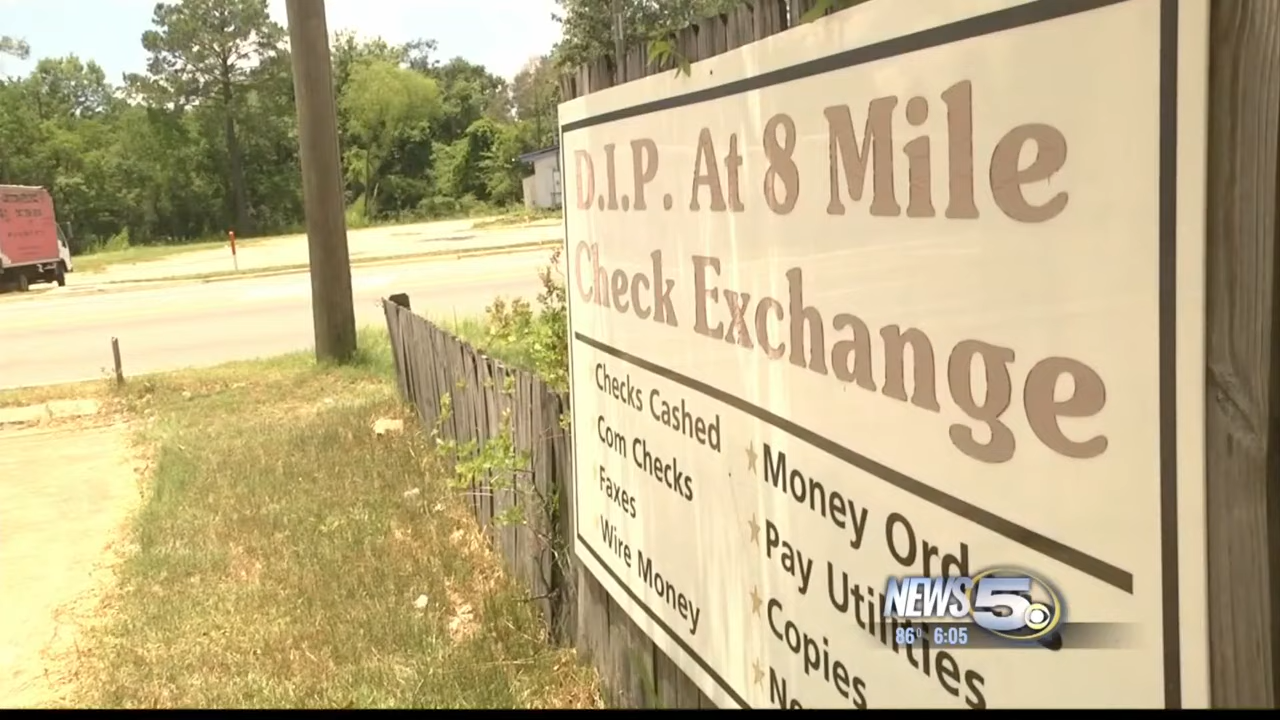 D.I.P. At 8 Mile
Check Exchange
Checks Cashed
Com Checks
Faxes
Wire Money
Money
Pay Utilities
Copies
NEWS 5
86° 6:05